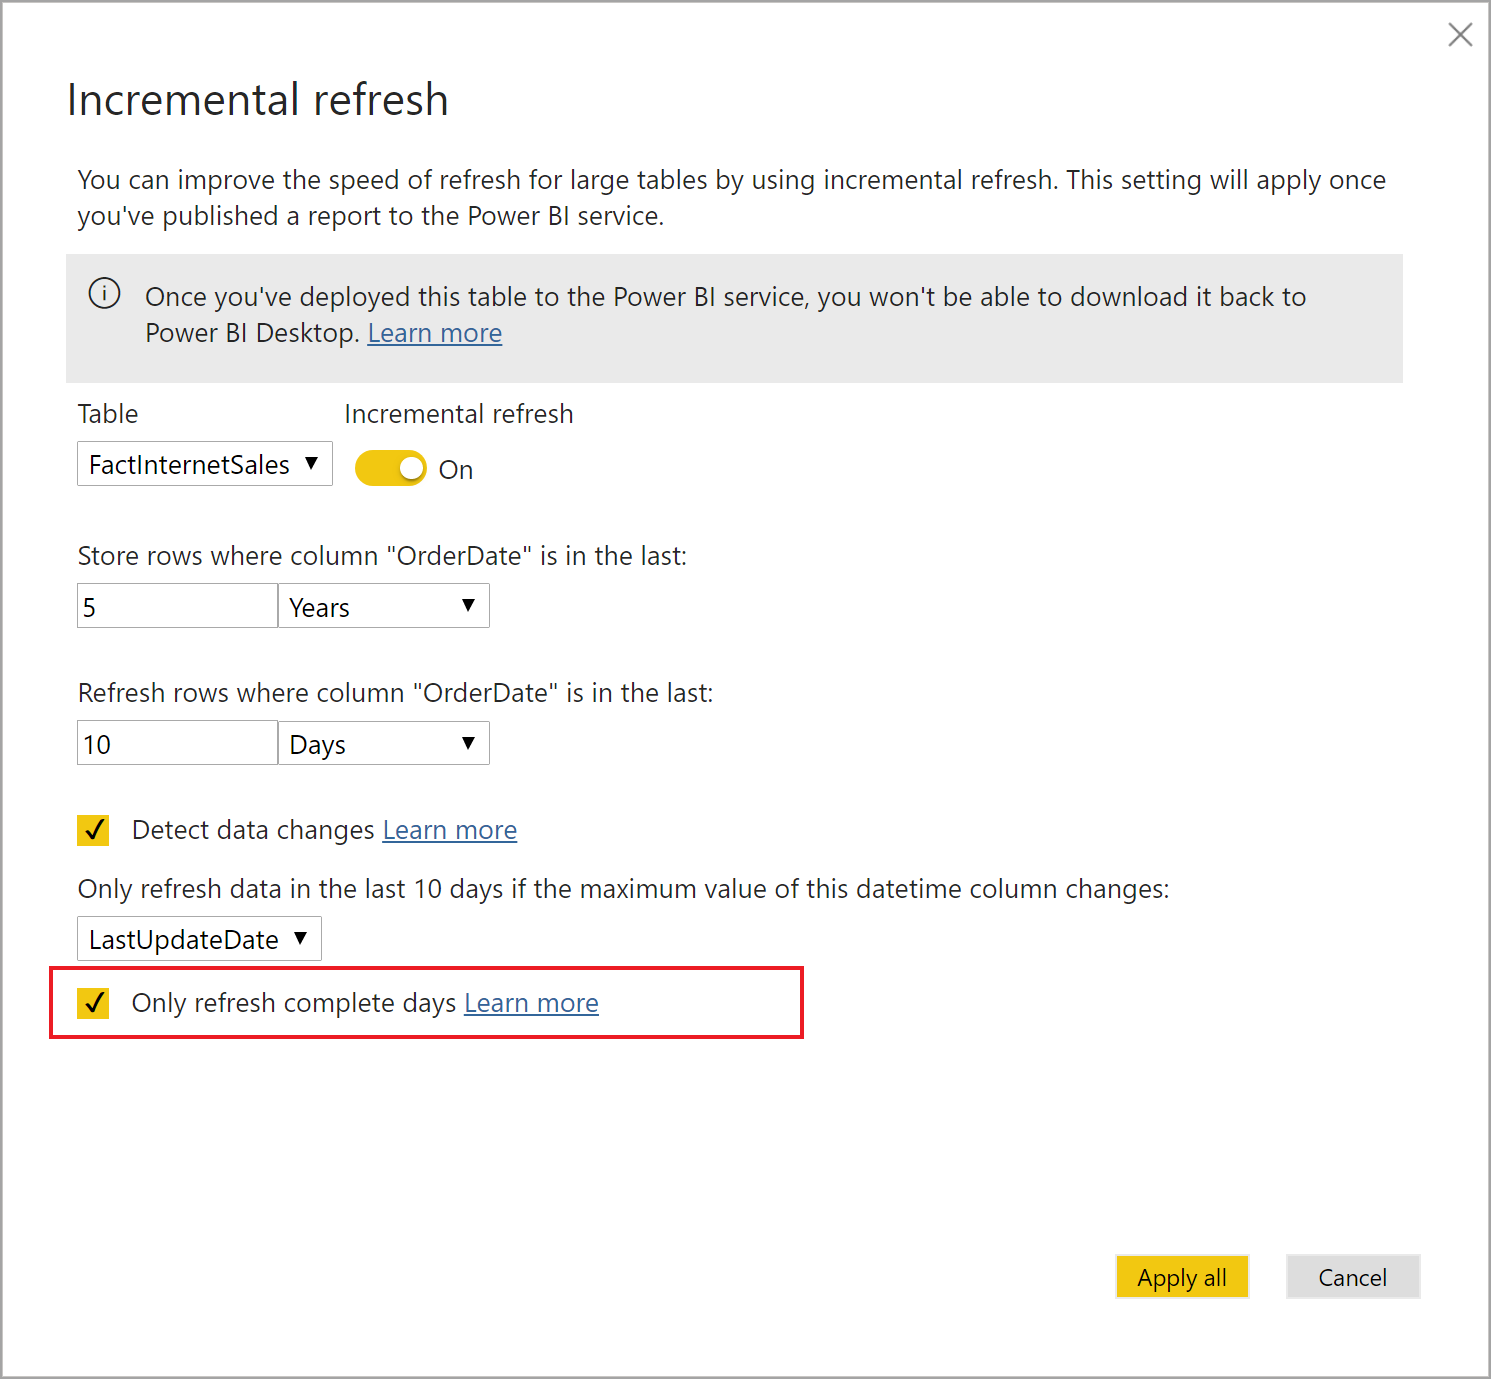 Incremental refresh
You can improve the speed of refresh for large tables by using incremental refresh. This setting will apply once
you've published a report to the Power BI service.
Once you've deployed this table to the Power BI service, you won't be able to download it back to
Power BI Desktop. Learn more
Table Incremental refresh
FactInternetSales On
Store rows where column "OrderDate" is in the last:
5 Years
Refresh rows where column "OrderDate" is in the last:
10 Days
Detect data changes Learn more
Only refresh data in the last 10 days if the maximum value of this datetime column changes:
LastUpdateDate
Only refresh complete days Learn more
Apply all Cancel